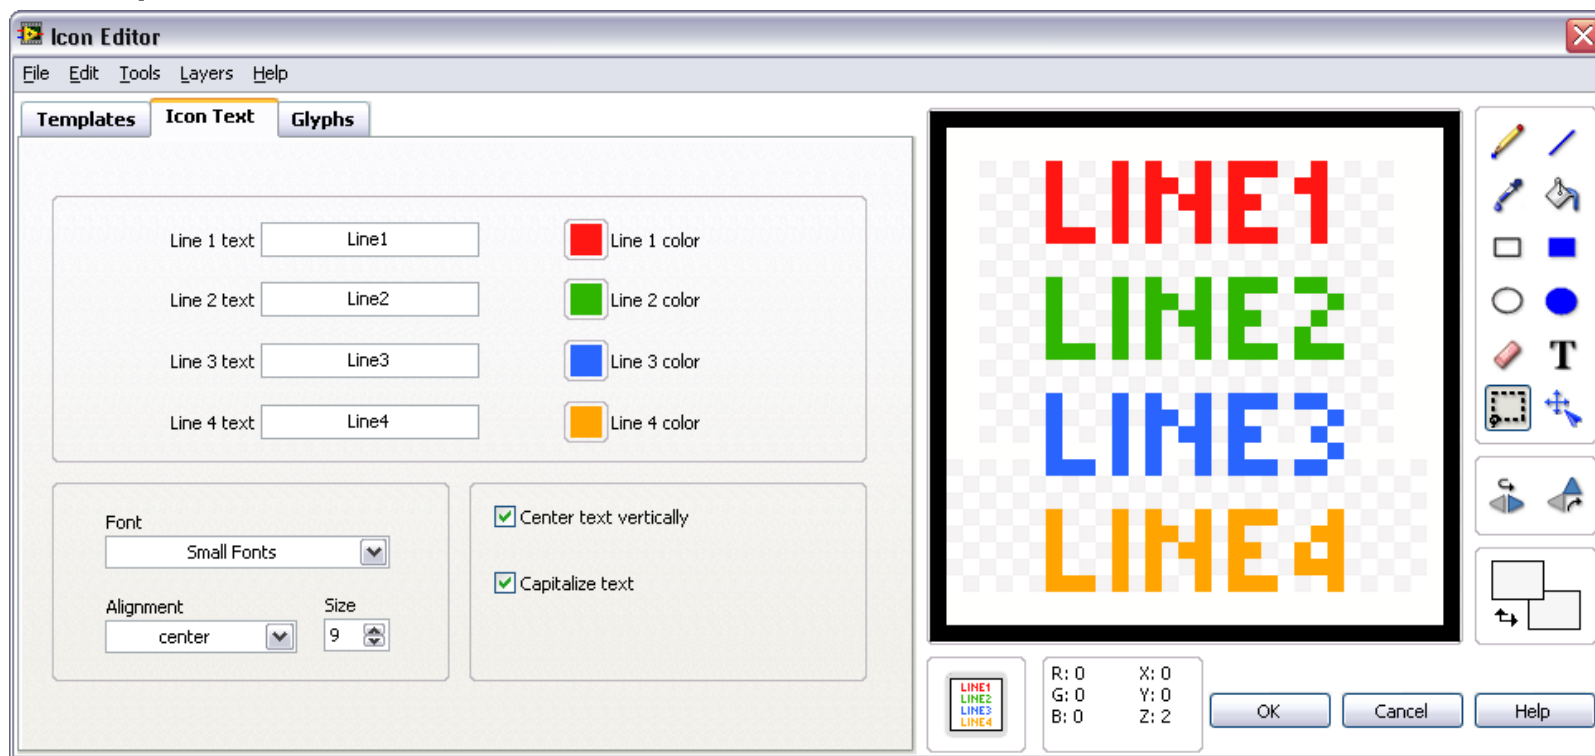 Icon Editor
File Edit Tools Layers Help
Templates Icon Text Glyphs
Line 1 text Line1 Line 1 color
Line 2 text Line2 Line 2 color
Line 3 text Line3 Line 3 color
Line 4 text Line4 Line 4 color
Font
Small Fonts
Alignment Size
center 9
Center text vertically
Capitalize text
LINE1
LINE2
LINE3
LINE4
T
LINE1
LINE2
LINE3
LINE4
R: 0 X: 0
G: 0 Y: 0
B: 0 Z: 2
OK Cancel Help